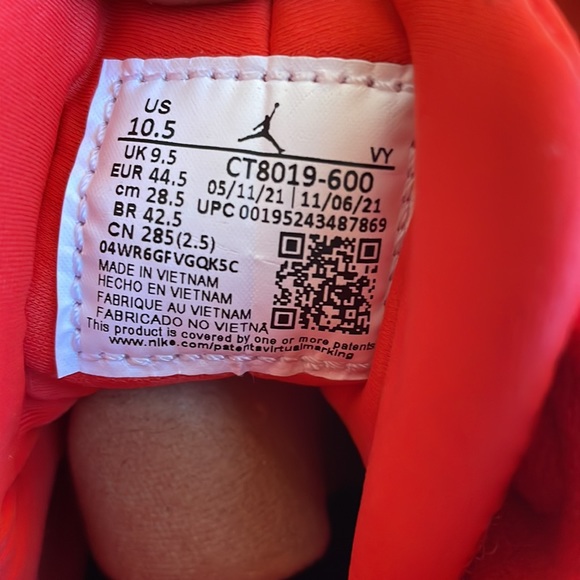 US
10.5
VY
UK 9.5
CT8019-600
EUR 44.5
05/11/21 | 11/06/21
cm 28.5
UPC 00195243487869
BR 42.5
CN 285(2.5)
04WR6GFVGQK5C
MADE IN VIETNAM
HECHO EN VIETNAM
FABRIQUE AU VIETNAM
FABRICADO NO VIETNA
This product is covered by one or more patents
www.nike.com/patentsvirtualmarking